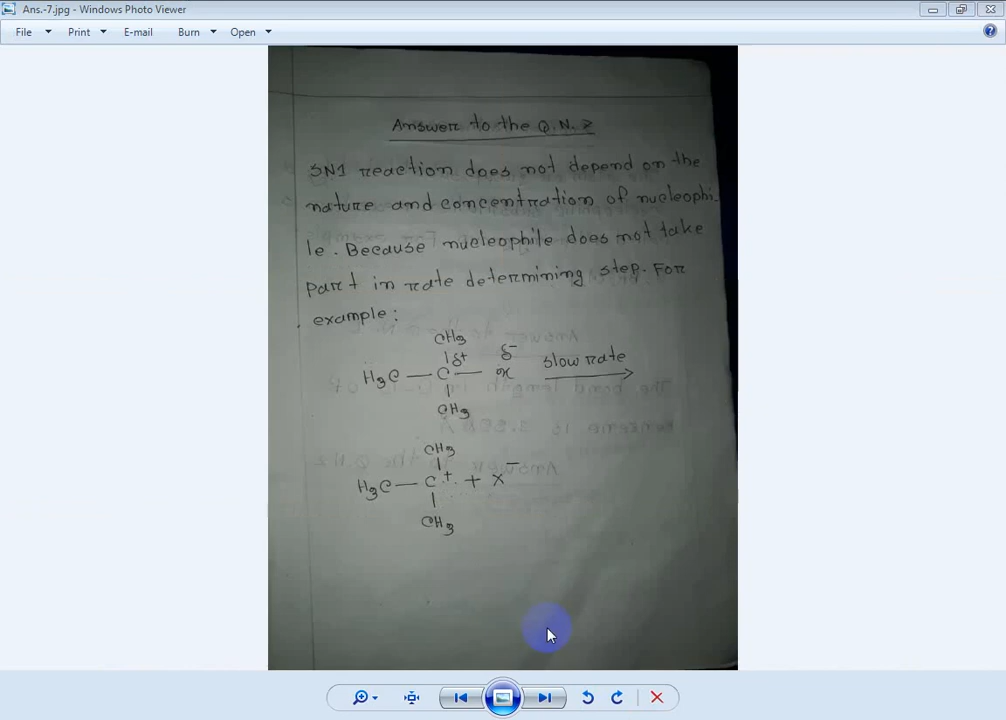 Ans.-7.jpg - Windows Photo Viewer
File Print E-mail Burn Open
Answer to the Q.N. 7
SN1 reaction does not depend on the
nature and concentration of nucleophi-
le. Because nucleophile does not take
part in rate determining step. For
example:
CH3
δ+ δ-
H3C — C — x slow rate
CH3
CH3
H3C — C+ + x−
CH3